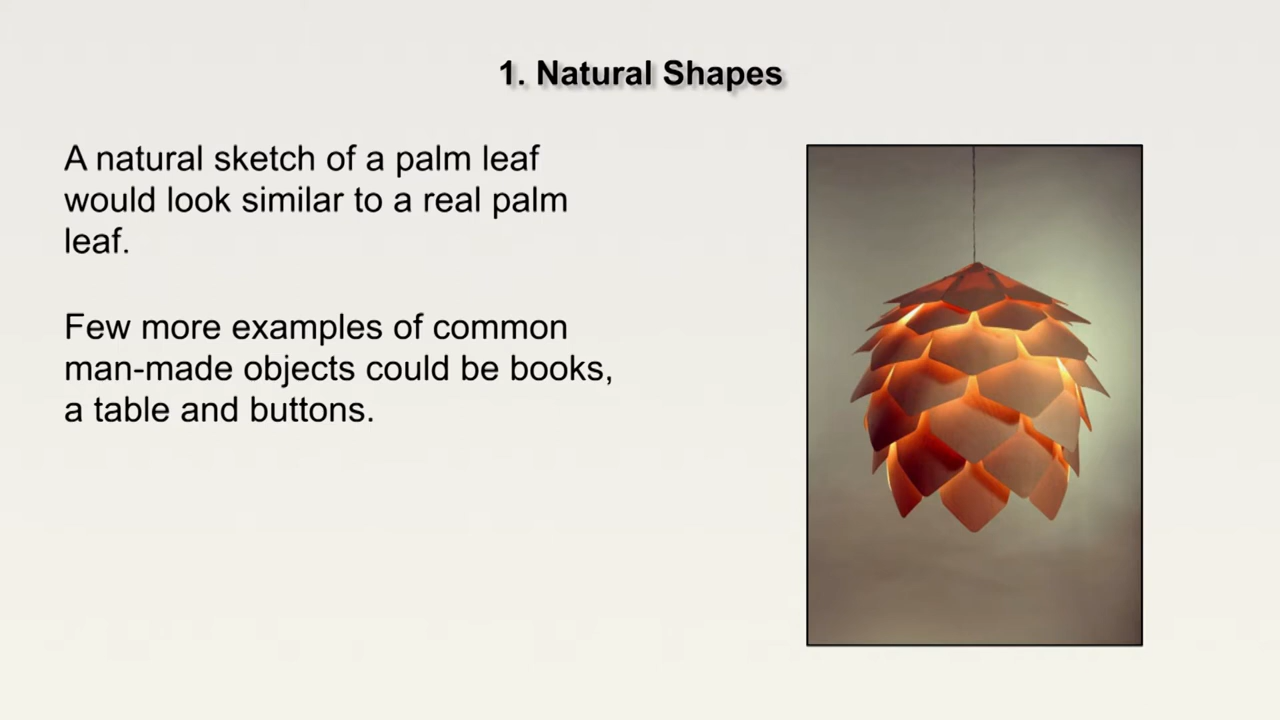 1. Natural Shapes
A natural sketch of a palm leaf
would look similar to a real palm
leaf.
Few more examples of common
man-made objects could be books,
a table and buttons.